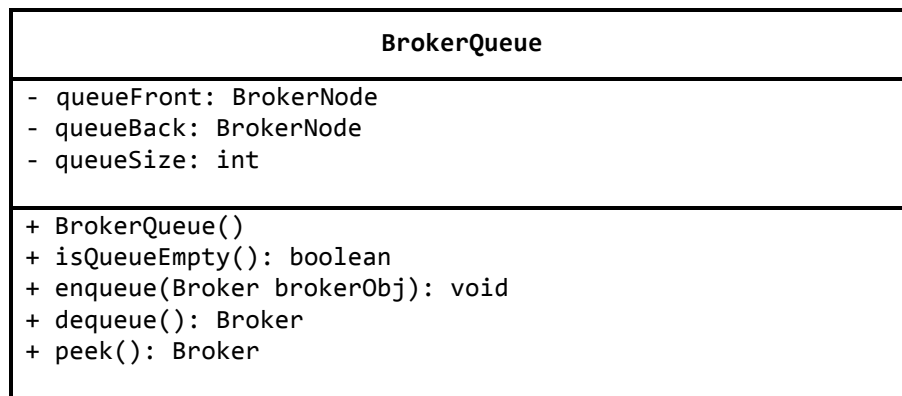 BrokerQueue
- queueFront: BrokerNode
- queueBack: BrokerNode
- queueSize: int
+ BrokerQueue()
+ isQueueEmpty(): boolean
+ enqueue(Broker brokerObj): void
+ dequeue(): Broker
+ peek(): Broker